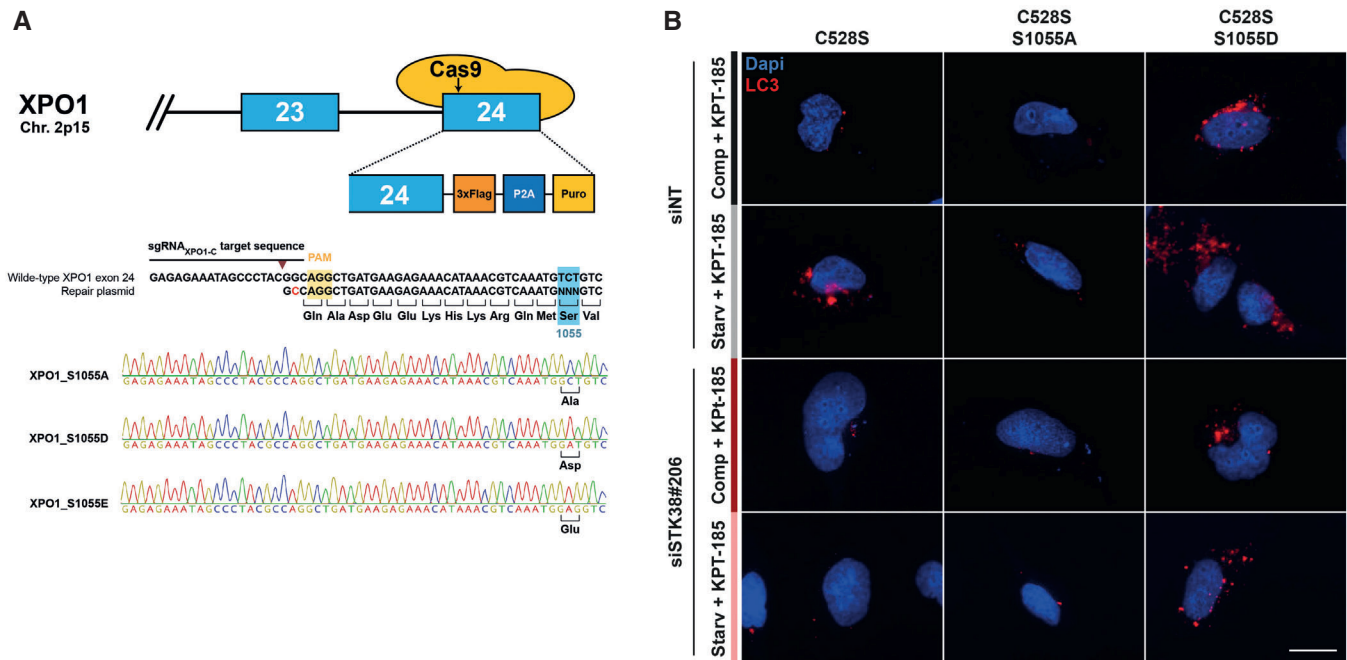 A
XPO1
Chr. 2p15
23
Cas9
24
24
3xFlag
P2A
Puro
sgRNAXPO1-C target sequence
PAM
Wilde-type XPO1 exon 24
GAGAGAAATAGCCCTACGGCAGGCTGATGAAGAGAAACATAAACGTCAAATGTCTGTC
Repair plasmid
GCCAGGCTGATGAAGAGAAACATAAACGTCAAATGNNNGTC
Gln Ala Asp Glu Glu Lys His Lys Arg Gln Met Ser Val
1055
XPO1_S1055A
GAGAGAAATAGCCCTACGCCAGGCTGATGAAGAGAAACATAAACGTCAAATGGCTGTC
Ala
XPO1_S1055D
GAGAGAAATAGCCCTACGCCAGGCTGATGAAGAGAAACATAAACGTCAAATGGATGTC
Asp
XPO1_S1055E
GAGAGAAATAGCCCTACGCCAGGCTGATGAAGAGAAACATAAACGTCAAATGGAGGTC
Glu
B
C528S
C528S
S1055A
C528S
S1055D
Dapi
LC3
siNT
Comp + KPT-185
Starv + KPT-185
siSTK38#206
Comp + KPt-185
Starv + KPT-185